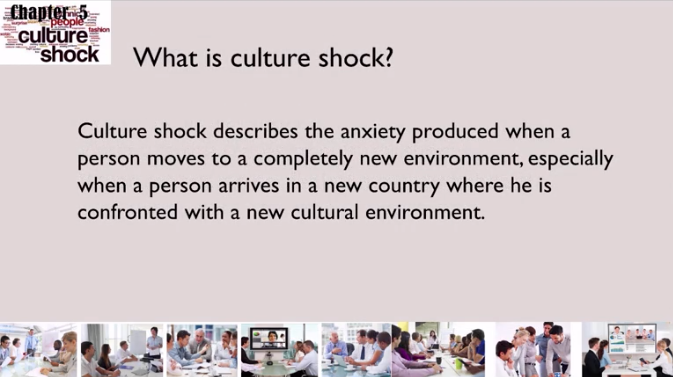 Chapter 5
people
fashion
culture
shock
What is culture shock?
Culture shock describes the anxiety produced when a
person moves to a completely new environment, especially
when a person arrives in a new country where he is
confronted with a new cultural environment.